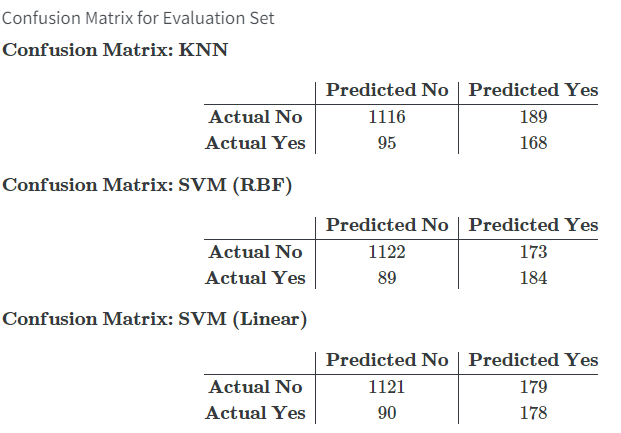 Confusion Matrix for Evaluation Set
Confusion Matrix: KNN
Predicted No Predicted Yes
Actual No 1116 189
Actual Yes 95 168
Confusion Matrix: SVM (RBF)
Predicted No Predicted Yes
Actual No 1122 173
Actual Yes 89 184
Confusion Matrix: SVM (Linear)
Predicted No Predicted Yes
Actual No 1121 179
Actual Yes 90 178